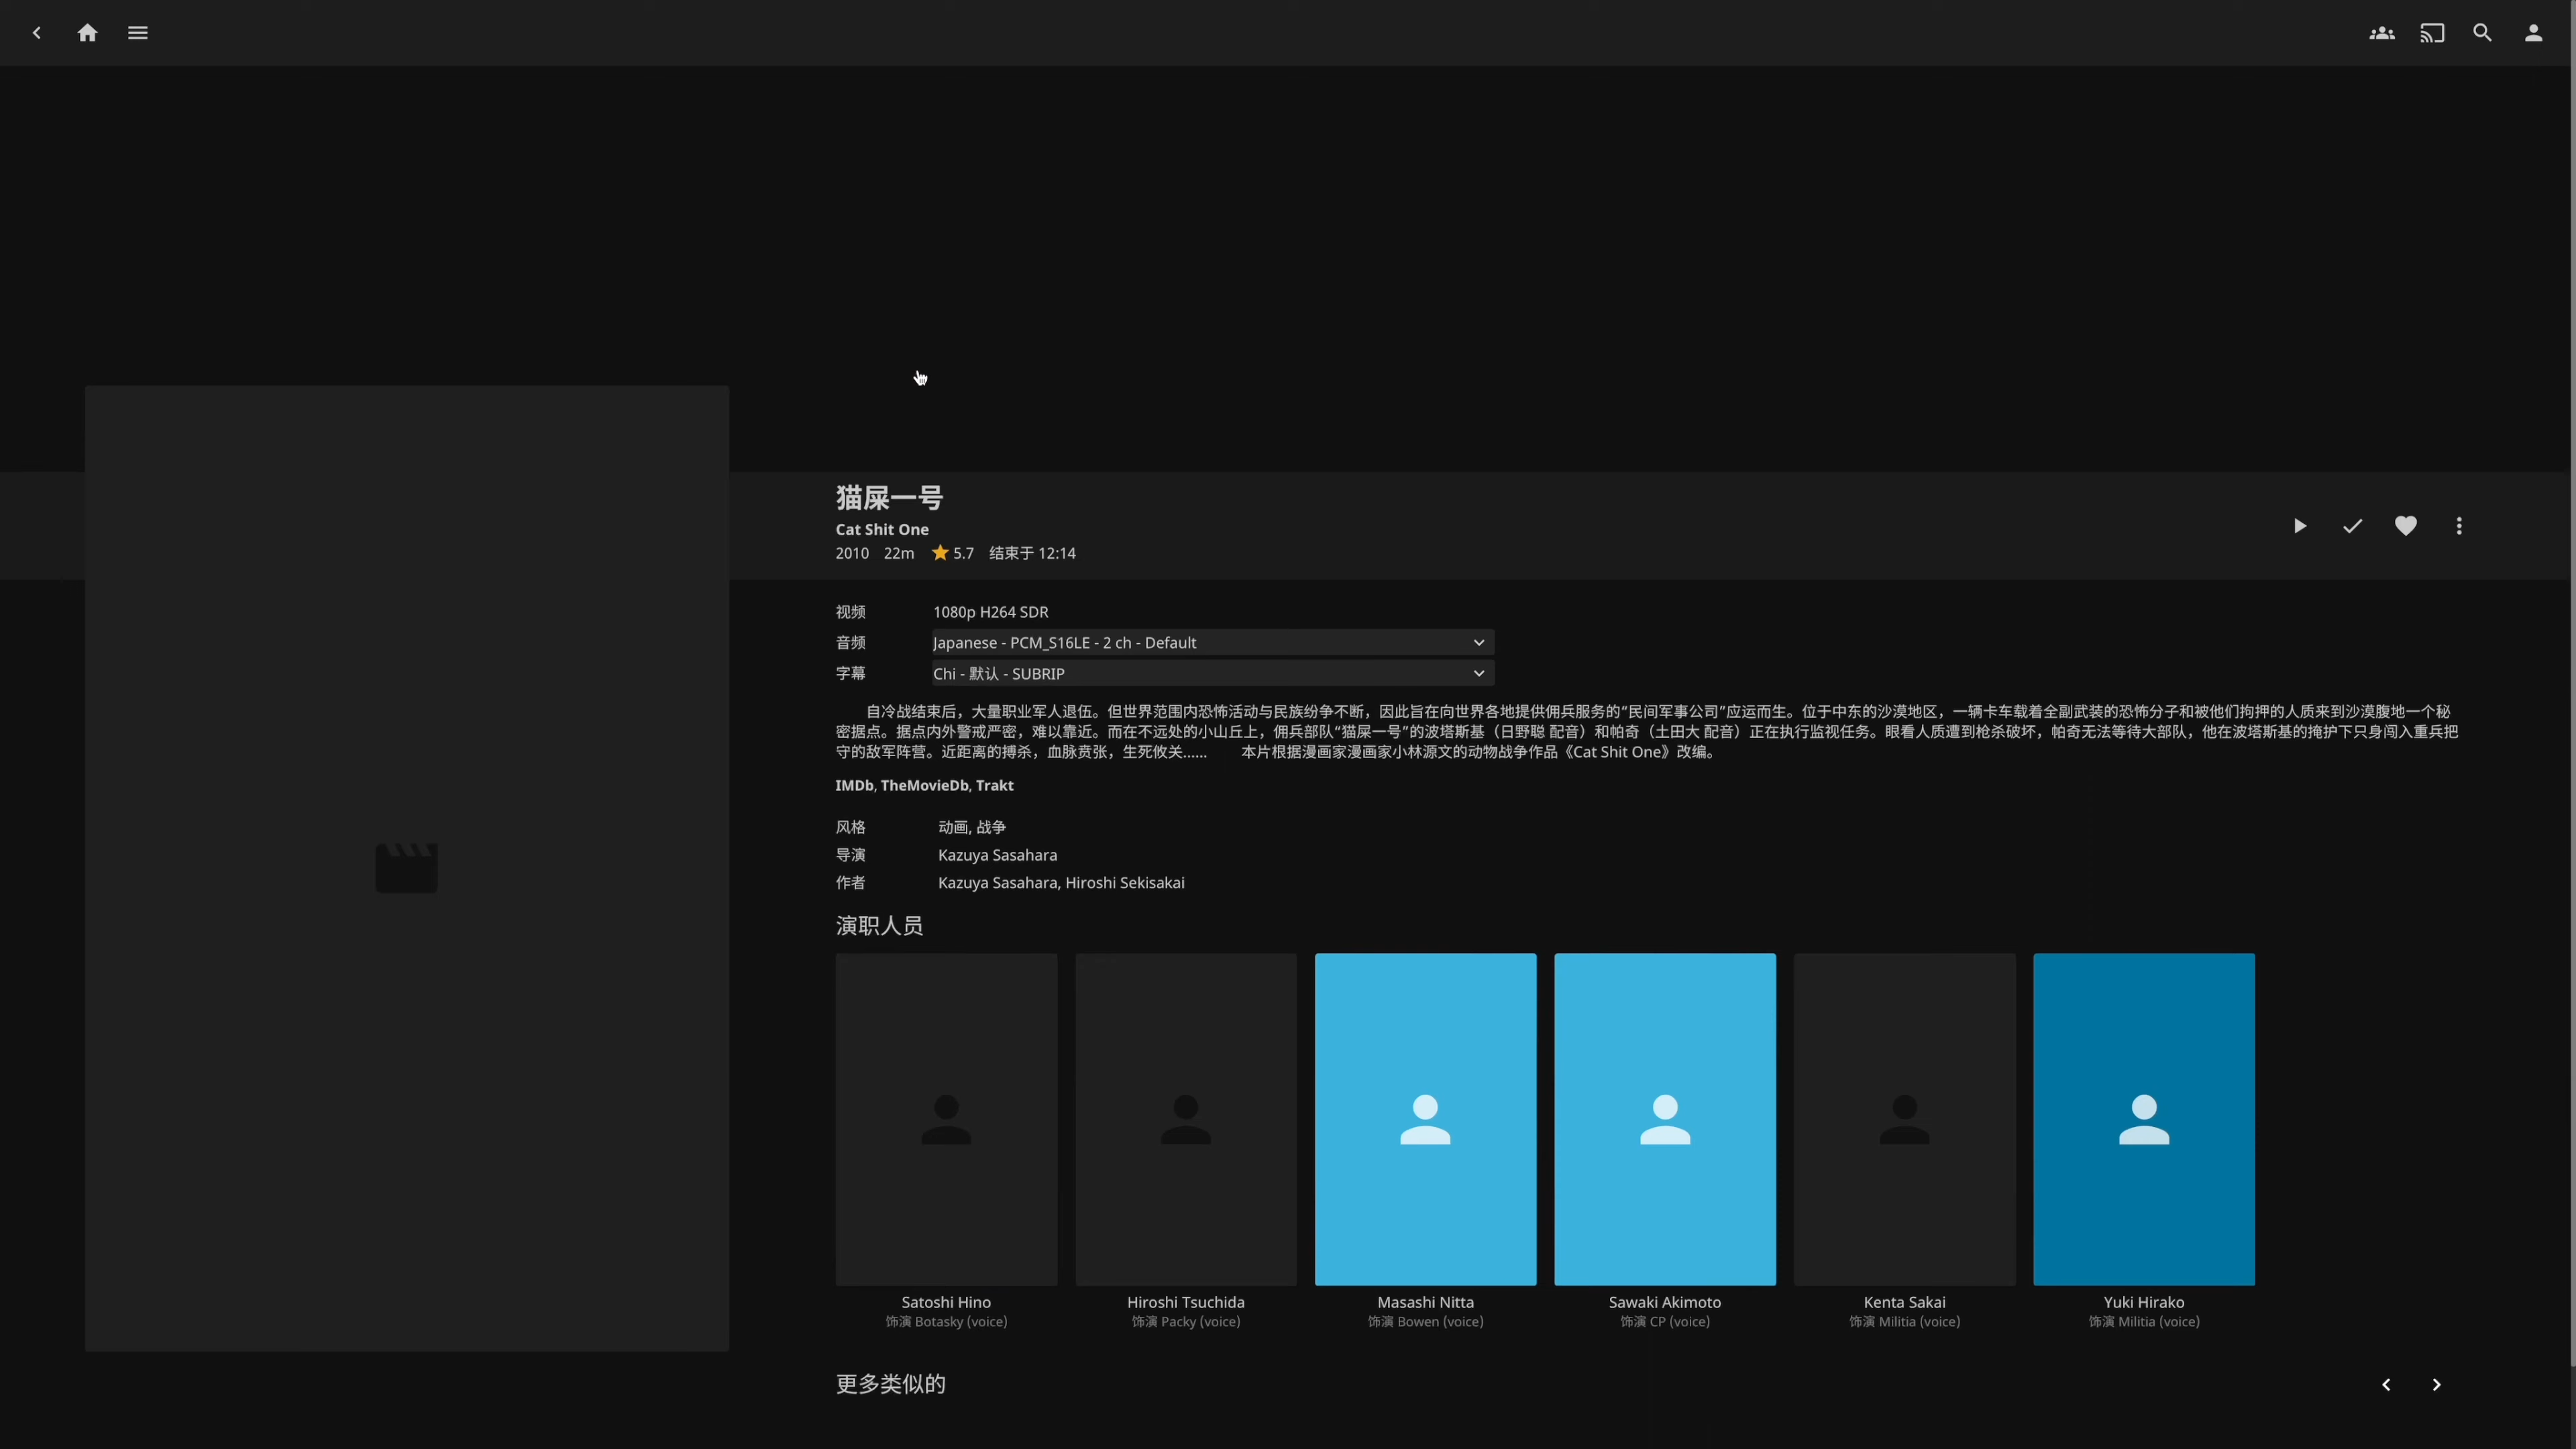 猫屎一号
Cat Shit One
2010 22m 5.7 结束于 12:14
视频 1080p H264 SDR
音频 Japanese - PCM_S16LE - 2 ch - Default
字幕 Chi - 默认 - SUBRIP
自冷战结束后，大量职业军人退伍。但世界范围内恐怖活动与民族纷争不断，因此旨在向世界各地提供佣兵服务的“民间军事公司”应运而生。位于中东的沙漠地区，一辆卡车载着全副武装的恐怖分子和被他们拘押的人质来到沙漠腹地一个秘
密据点。据点内外警戒严密，难以靠近。而在不远处的小山丘上，佣兵部队“猫屎一号”的波塔斯基（日野聪 配音）和帕奇（土田大 配音）正在执行监视任务。眼看人质遭到枪杀破坏，帕奇无法等待大部队，他在波塔斯基的掩护下只身闯入重兵把
守的敌军阵营。近距离的搏杀，血脉贲张，生死攸关…… 本片根据漫画家漫画家小林源文的动物战争作品《Cat Shit One》改编。
IMDb, TheMovieDb, Trakt
风格 动画, 战争
导演 Kazuya Sasahara
作者 Kazuya Sasahara, Hiroshi Sekisakai
演职人员
Satoshi Hino Hiroshi Tsuchida Masashi Nitta Sawaki Akimoto Kenta Sakai Yuki Hirako
饰演 Botasky (voice) 饰演 Packy (voice) 饰演 Bowen (voice) 饰演 CP (voice) 饰演 Militia (voice) 饰演 Militia (voice)
更多类似的